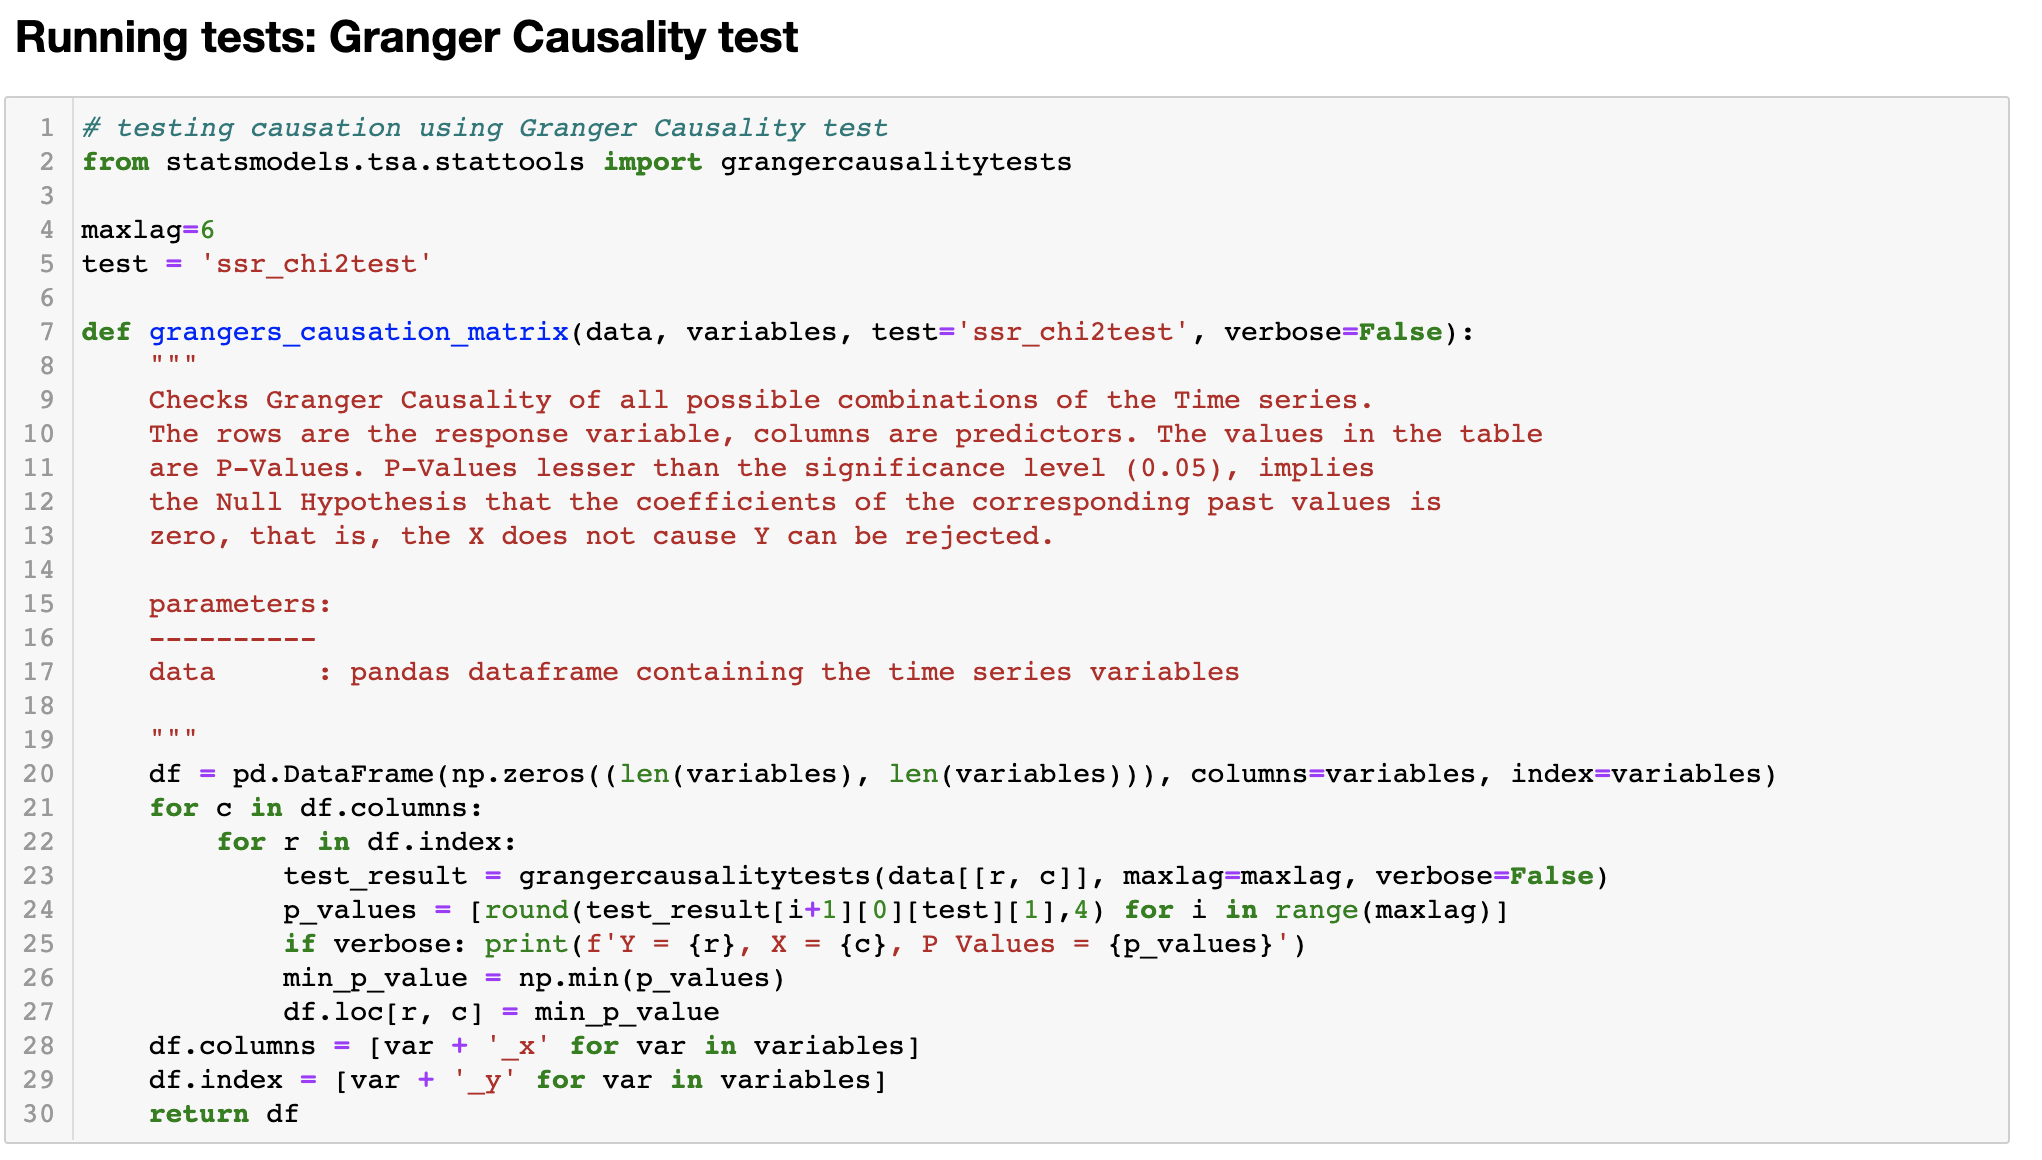 Running tests: Granger Causality test
1 # testing causation using Granger Causality test
2 from statsmodels.tsa.stattools import grangercausalitytests
3
4 maxlag=6
5 test = 'ssr_chi2test'
6
7 def grangers_causation_matrix(data, variables, test='ssr_chi2test', verbose=False):
8     """
9     Checks Granger Causality of all possible combinations of the Time series.
10     The rows are the response variable, columns are predictors. The values in the table
11     are P-Values. P-Values lesser than the significance level (0.05), implies
12     the Null Hypothesis that the coefficients of the corresponding past values is
13     zero, that is, the X does not cause Y can be rejected.
14
15     parameters:
16     ----------
17     data      : pandas dataframe containing the time series variables
18
19     """
20     df = pd.DataFrame(np.zeros((len(variables), len(variables))), columns=variables, index=variables)
21     for c in df.columns:
22         for r in df.index:
23             test_result = grangercausalitytests(data[[r, c]], maxlag=maxlag, verbose=False)
24             p_values = [round(test_result[i+1][0][test][1],4) for i in range(maxlag)]
25             if verbose: print(f'Y = {r}, X = {c}, P Values = {p_values}')
26             min_p_value = np.min(p_values)
27             df.loc[r, c] = min_p_value
28     df.columns = [var + '_x' for var in variables]
29     df.index = [var + '_y' for var in variables]
30     return df